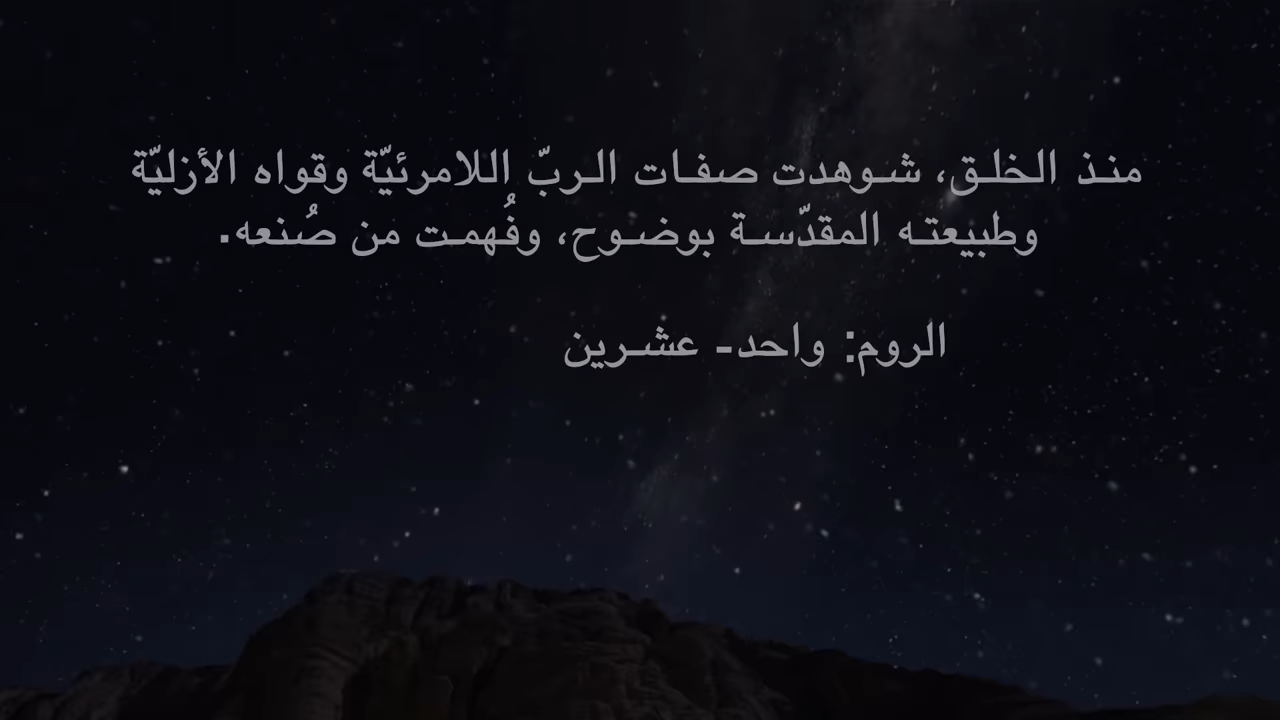 منذ الخلق، شوهدت صفات الربّ اللامرئيّة وقواه الأزليّة
وطبيعته المقدّسة بوضوح، وفُهمت من صُنعه.
الروم: واحد- عشرين